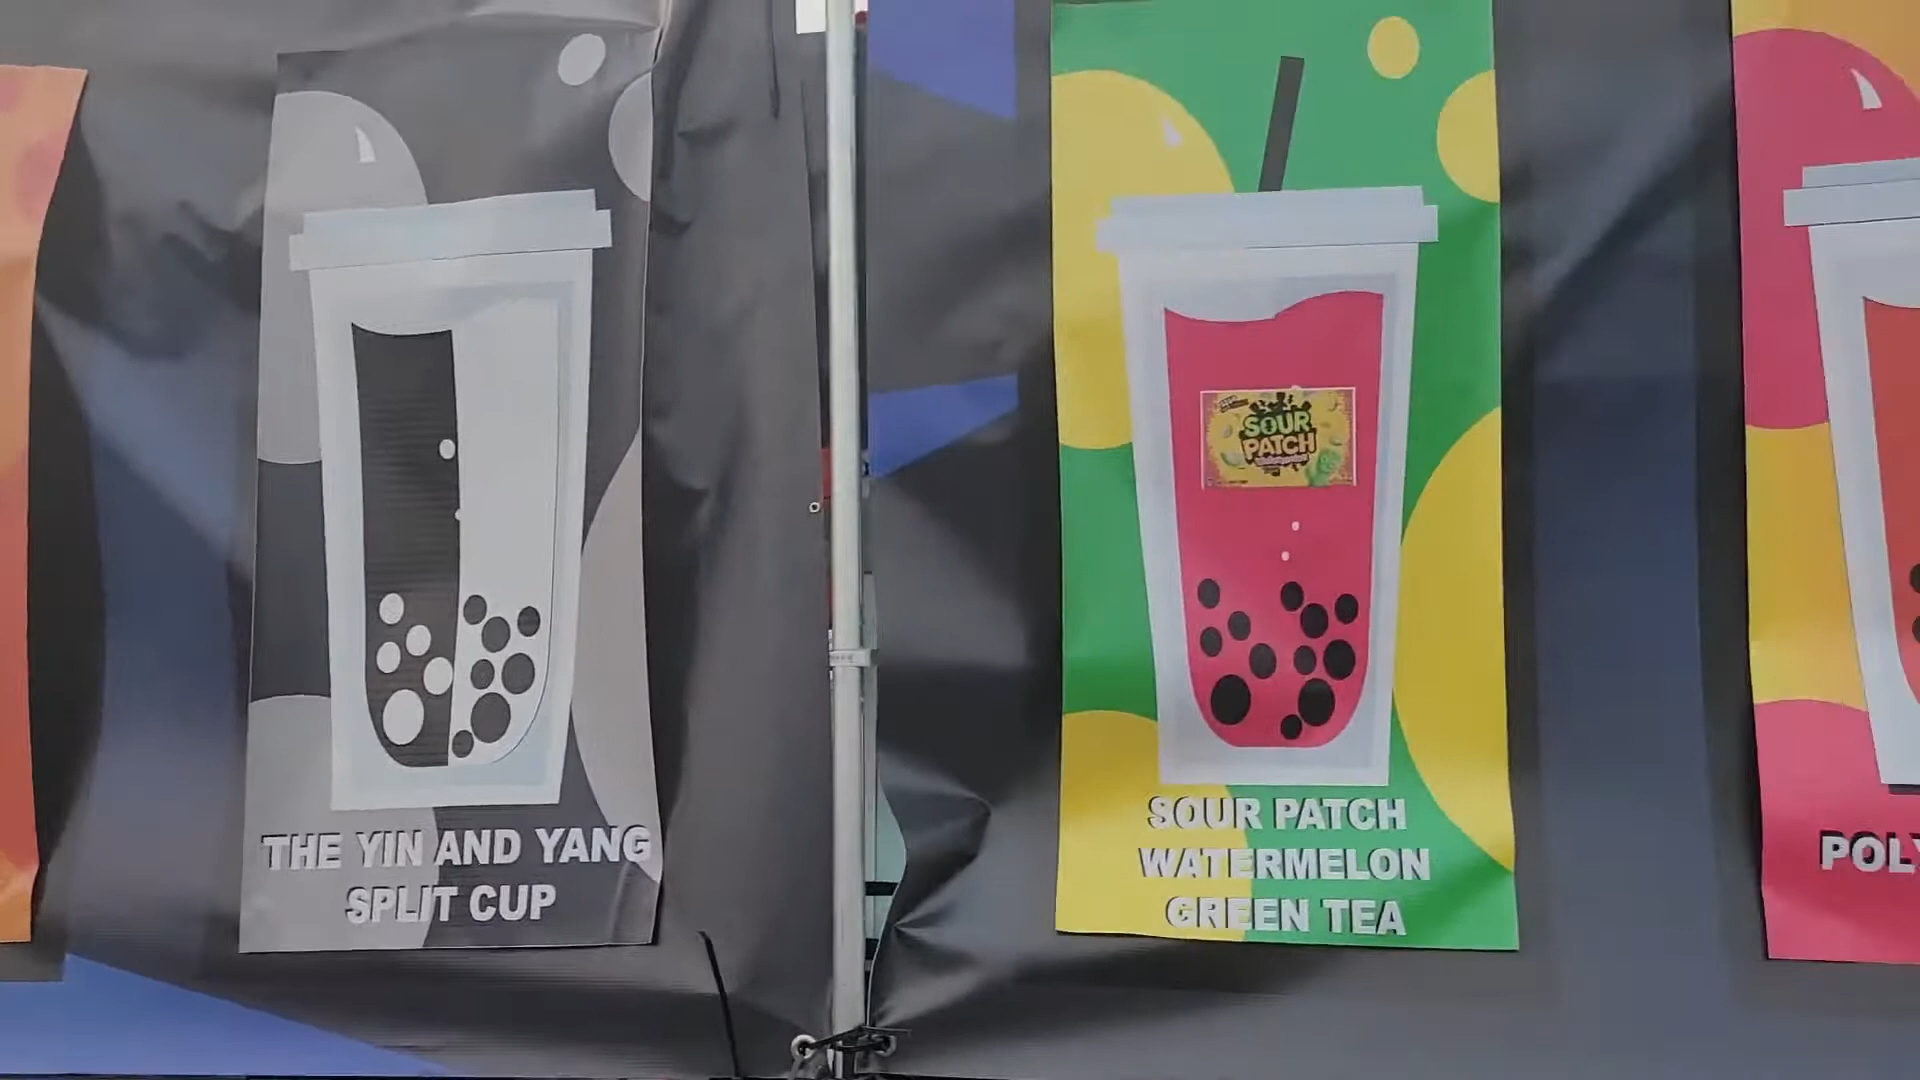 THE YIN AND YANG
SPLIT CUP
SOUR
PATCH
SOUR PATCH
WATERMELON
GREEN TEA
POLY